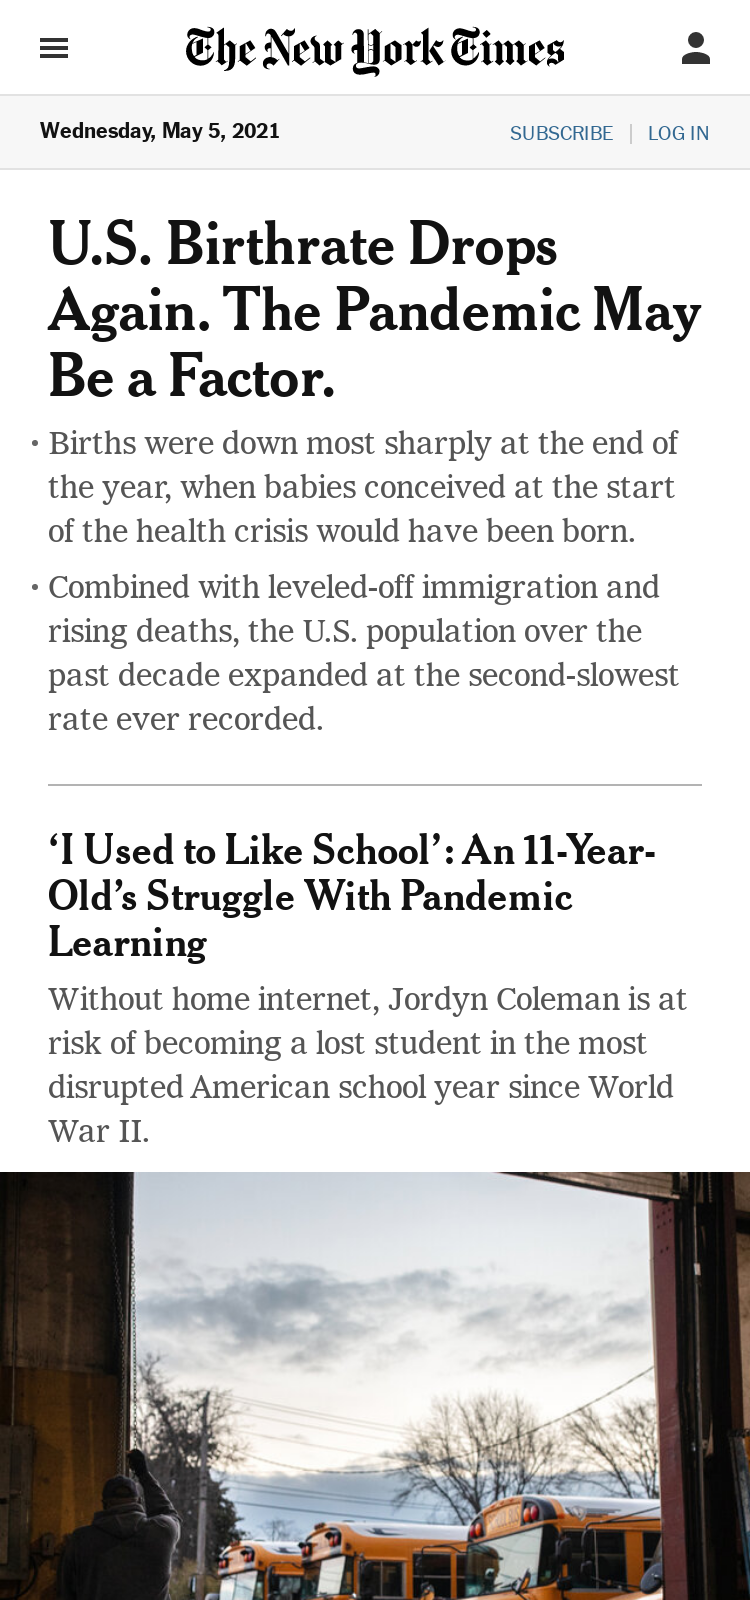 The New York Times
Wednesday, May 5, 2021
SUBSCRIBE | LOG IN
U.S. Birthrate Drops
Again. The Pandemic May
Be a Factor.
• Births were down most sharply at the end of
the year, when babies conceived at the start
of the health crisis would have been born.
• Combined with leveled-off immigration and
rising deaths, the U.S. population over the
past decade expanded at the second-slowest
rate ever recorded.
‘I Used to Like School’: An 11-Year-
Old’s Struggle With Pandemic
Learning
Without home internet, Jordyn Coleman is at
risk of becoming a lost student in the most
disrupted American school year since World
War II.